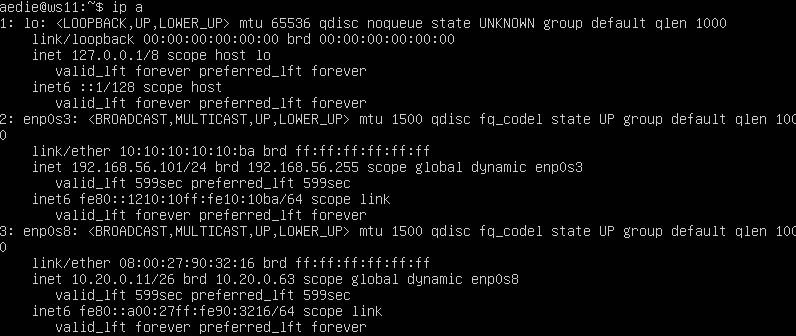 aedie@ws11:~$ ip a
1: lo: <LOOPBACK,UP,LOWER_UP> mtu 65536 qdisc noqueue state UNKNOWN group default qlen 1000
    link/loopback 00:00:00:00:00:00 brd 00:00:00:00:00:00
    inet 127.0.0.1/8 scope host lo
       valid_lft forever preferred_lft forever
    inet6 ::1/128 scope host
       valid_lft forever preferred_lft forever
2: enp0s3: <BROADCAST,MULTICAST,UP,LOWER_UP> mtu 1500 qdisc fq_codel state UP group default qlen 100
0
    link/ether 10:10:10:10:10:ba brd ff:ff:ff:ff:ff:ff
    inet 192.168.56.101/24 brd 192.168.56.255 scope global dynamic enp0s3
       valid_lft 599sec preferred_lft 599sec
    inet6 fe80::1210:10ff:fe10:10ba/64 scope link
       valid_lft forever preferred_lft forever
3: enp0s8: <BROADCAST,MULTICAST,UP,LOWER_UP> mtu 1500 qdisc fq_codel state UP group default qlen 100
0
    link/ether 08:00:27:90:32:16 brd ff:ff:ff:ff:ff:ff
    inet 10.20.0.11/26 brd 10.20.0.63 scope global dynamic enp0s8
       valid_lft 599sec preferred_lft 599sec
    inet6 fe80::a00:27ff:fe90:3216/64 scope link
       valid_lft forever preferred_lft forever